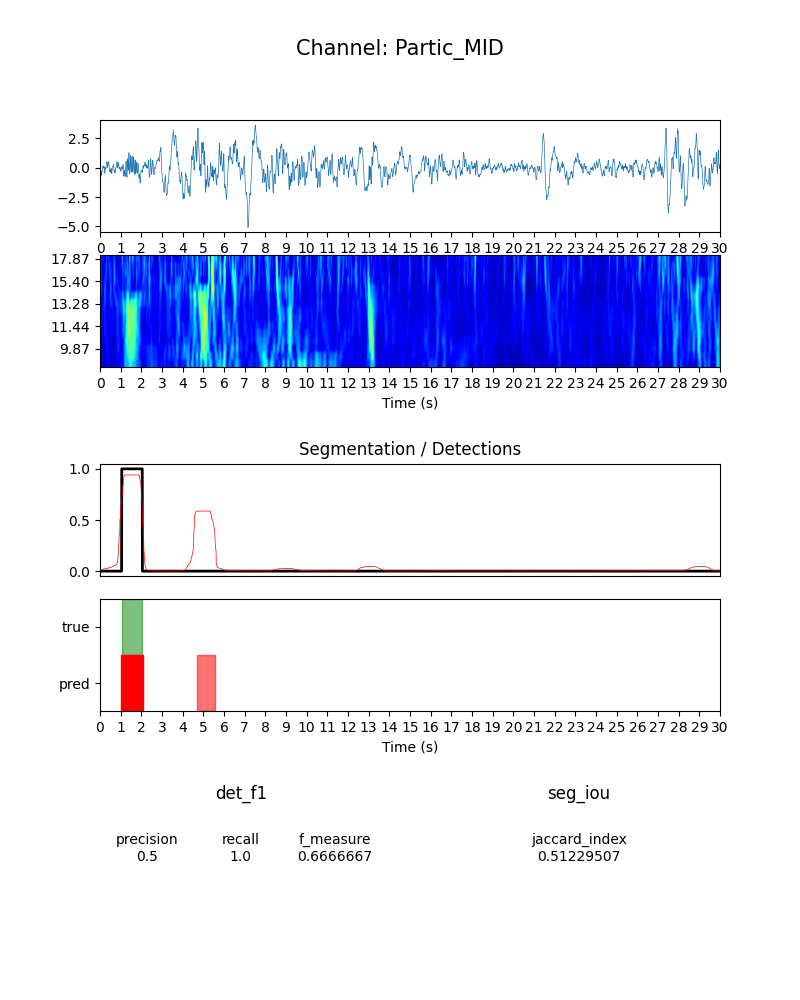 Channel: Partic_MID
2.5
0.0
−2.5
−5.0
0 1 2 3 4 5 6 7 8 9 10 11 12 13 14 15 16 17 18 19 20 21 22 23 24 25 26 27 28 29 30
17.87
15.40
13.28
11.44
9.87
0 1 2 3 4 5 6 7 8 9 10 11 12 13 14 15 16 17 18 19 20 21 22 23 24 25 26 27 28 29 30
Time (s)
Segmentation / Detections
1.0
0.5
0.0
true
pred
0 1 2 3 4 5 6 7 8 9 10 11 12 13 14 15 16 17 18 19 20 21 22 23 24 25 26 27 28 29 30
Time (s)
det_f1 seg_iou
precision recall f_measure jaccard_index
0.5 1.0 0.6666667 0.51229507